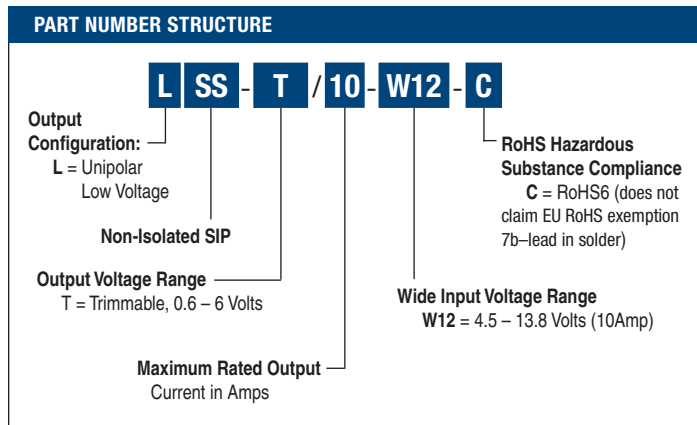 PART NUMBER STRUCTURE
L SS - T / 10 - W12 - C
Output
Configuration:
L = Unipolar
Low Voltage
Non-Isolated SIP
Output Voltage Range
T = Trimmable, 0.6 – 6 Volts
Maximum Rated Output
Current in Amps
Wide Input Voltage Range
W12 = 4.5 – 13.8 Volts (10Amp)
RoHS Hazardous
Substance Compliance
C = RoHS6 (does not
claim EU RoHS exemption
7b–lead in solder)